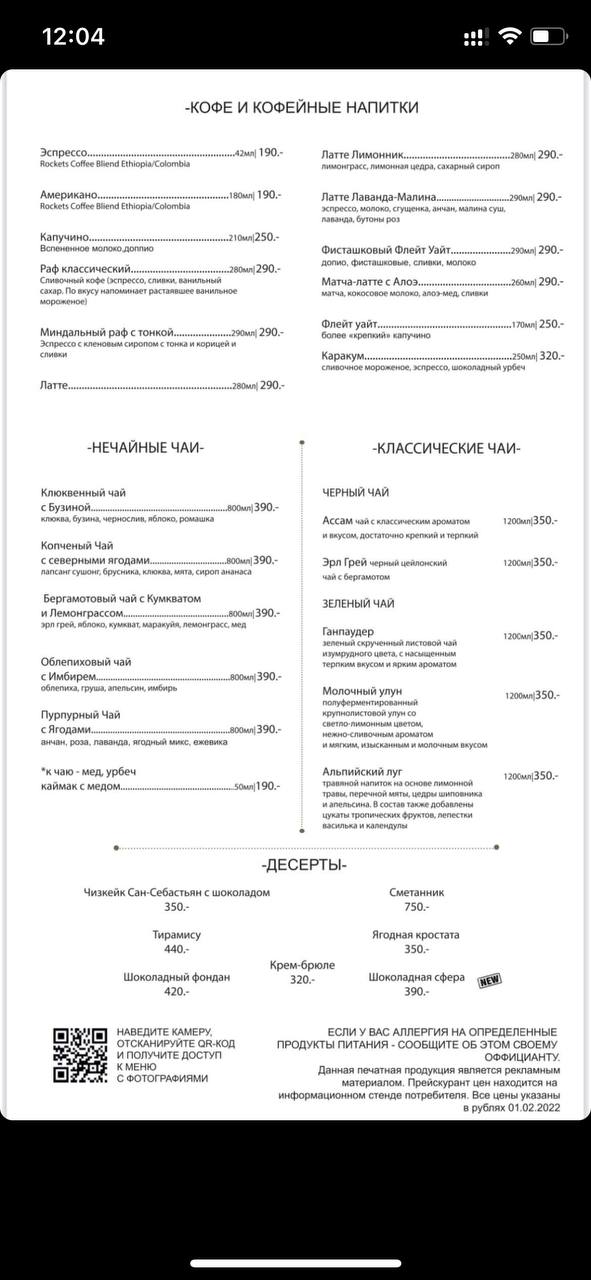 12:04
-КОФЕ И КОФЕЙНЫЕ НАПИТКИ
Эспрессо.....................................................42мл| 190.-
Rockets Coffee Bliend Ethiopia/Colombia
Американо................................................180мл| 190.-
Rockets Coffee Bliend Ethiopia/Colombia
Капучино..................................................210мл|250.-
Вспененное молоко,доппио
Раф классический...................................280мл|290.-
Сливочный кофе (эспрессо, сливки, ванильный
сахар. По вкусу напоминает растаявшее ванильное
мороженое)
Миндальный раф с тонкой.....................290мл| 290.-
Эспрессо с кленовым сиропом с тонка и корицей и
сливки
Латте..........................................................280мл| 290.-
Латте Лимонник......................................280мл| 290.-
лимонграсс, лимонная цедра, сахарный сироп
Латте Лаванда-Малина..........................290мл| 290.-
эспрессо, молоко, сгущенка, анчан, малина суш,
лаванда, бутоны роз
Фисташковый Флейт Уайт.....................290мл| 290.-
допио, фисташковые, сливки, молоко
Матча-латте с Алоэ.................................260мл| 290.-
матча, кокосовое молоко, алоэ-мед, сливки
Флейт уайт................................................170мл| 250.-
более «крепкий» капучино
Каракум.....................................................250мл| 320.-
сливочное мороженое, эспрессо, шоколадный урбеч
-НЕЧАЙНЫЕ ЧАИ-
Клюквенный чай
с Бузиной.................................................800мл|390.-
клюква, бузина, чернослив, яблоко, ромашка
Копченый Чай
с северными ягодами...........................800мл|390.-
лапсанг сушонг, брусника, клюква, мята, сироп ананаса
Бергамотовый чай с Кумкватом
и Лемонграссом.....................................800мл|390.-
эрл грей, яблоко, кумкват, маракуйя, лемонграсс, мед
Облепиховый чай
с Имбирем...............................................800мл|390.-
облепиха, груша, апельсин, имбирь
Пурпурный Чай
с Ягодами................................................800мл|390.-
анчан, роза, лаванда, ягодный микс, ежевика
*к чаю - мед, урбеч
каймак с медом........................................50мл|190.-
-КЛАССИЧЕСКИЕ ЧАИ-
ЧЕРНЫЙ ЧАЙ
Ассам чай с классическим ароматом 1200мл|350.-
и вкусом, достаточно крепкий и терпкий
Эрл Грей черный цейлонский 1200мл|350.-
чай с бергамотом
ЗЕЛЕНЫЙ ЧАЙ
Ганпаудер 1200мл|350.-
зеленый скрученный листовой чай
изумрудного цвета, с насыщенным
терпким вкусом и ярким ароматом
Молочный улун 1200мл|350.-
полуферментированный
крупнолистовой улун со
светло-лимонным цветом,
нежно-сливочным ароматом
и мягким, изысканным и молочным вкусом
Альпийский луг 1200мл|350.-
травяной напиток на основе лимонной
травы, перечной мяты, цедры шиповника
и апельсина. В состав также добавлены
цукаты тропических фруктов, лепестки
василька и календулы
-ДЕСЕРТЫ-
Чизкейк Сан-Себастьян с шоколадом
350.-
Сметанник
750.-
Тирамису
440.-
Ягодная кростата
350.-
Крем-брюле
320.-
Шоколадный фондан
420.-
Шоколадная сфера NEW
390.-
НАВЕДИТЕ КАМЕРУ,
ОТСКАНИРУЙТЕ QR-КОД
И ПОЛУЧИТЕ ДОСТУП
К МЕНЮ
С ФОТОГРАФИЯМИ
ЕСЛИ У ВАС АЛЛЕРГИЯ НА ОПРЕДЕЛЕННЫЕ
ПРОДУКТЫ ПИТАНИЯ - СООБЩИТЕ ОБ ЭТОМ СВОЕМУ
ОФФИЦИАНТУ.
Данная печатная продукция является рекламным
материалом. Прейскурант цен находится на
информационном стенде потребителя. Все цены указаны
в рублях 01.02.2022